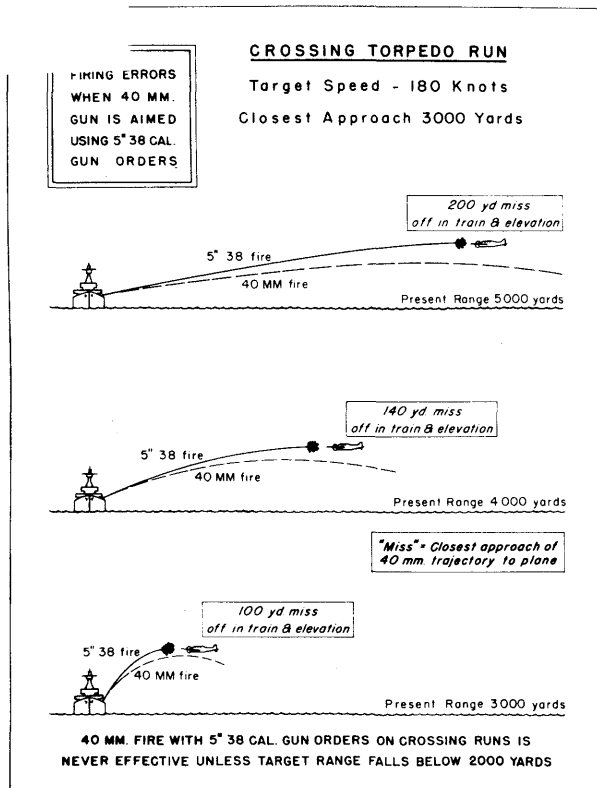 FIRING ERRORS
WHEN 40 MM.
GUN IS AIMED
USING 5" 38 CAL.
GUN ORDERS
CROSSING TORPEDO RUN
Target Speed - 180 Knots
Closest Approach 3000 Yards
200 yd miss
off in train & elevation
5" 38 fire
40 MM fire
Present Range 5000 yards
140 yd. miss
off in train & elevation
5" 38 fire
40 MM fire
Present Range 4000 yards
"Miss" = Closest approach of
40 mm. trajectory to plane
100 yd miss
off in train & elevation
5" 38 fire
40 MM fire
Present Range 3000 yards
40 MM. FIRE WITH 5" 38 CAL. GUN ORDERS ON CROSSING RUNS IS
NEVER EFFECTIVE UNLESS TARGET RANGE FALLS BELOW 2000 YARDS